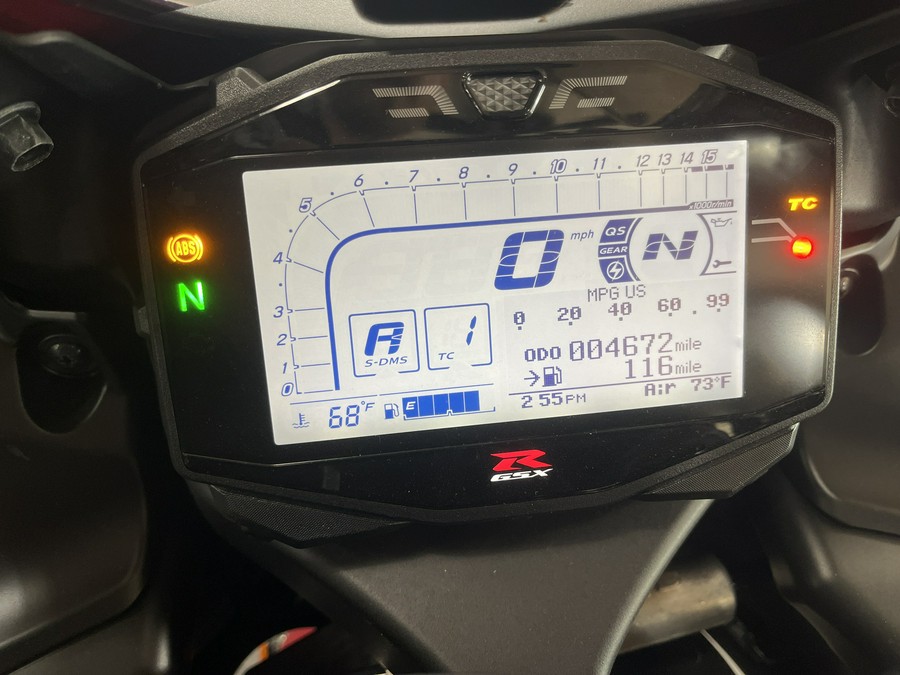 0 1 2 3 4 5 6 7 8 9 10 11 12 13 14 15
x1000r/min
TC
ABS
N
0 mph
QS
GEAR
N
MPG US
0 20 40 60 . 99
A
S-DMS
TC 1
ODO 004672 mile
116 mile
Air 73°F
68°F
E
2 55 PM
R
GSX